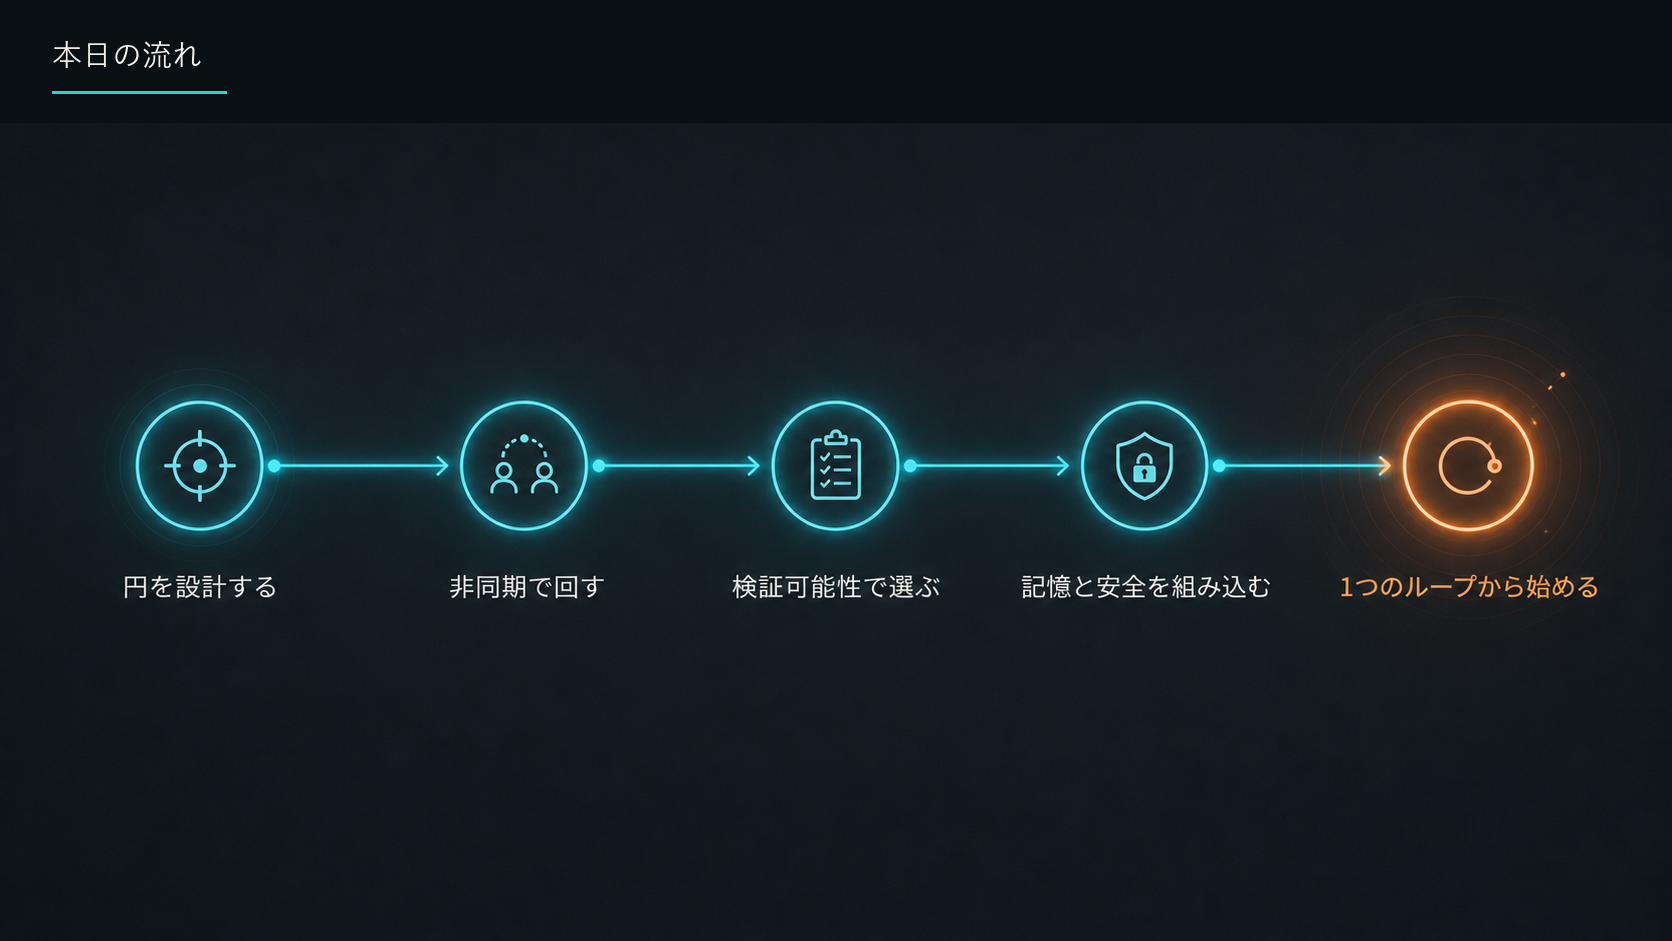 本日の流れ
円を設計する
非同期で回す
検証可能性で選ぶ
記憶と安全を組み込む
1つのループから始める